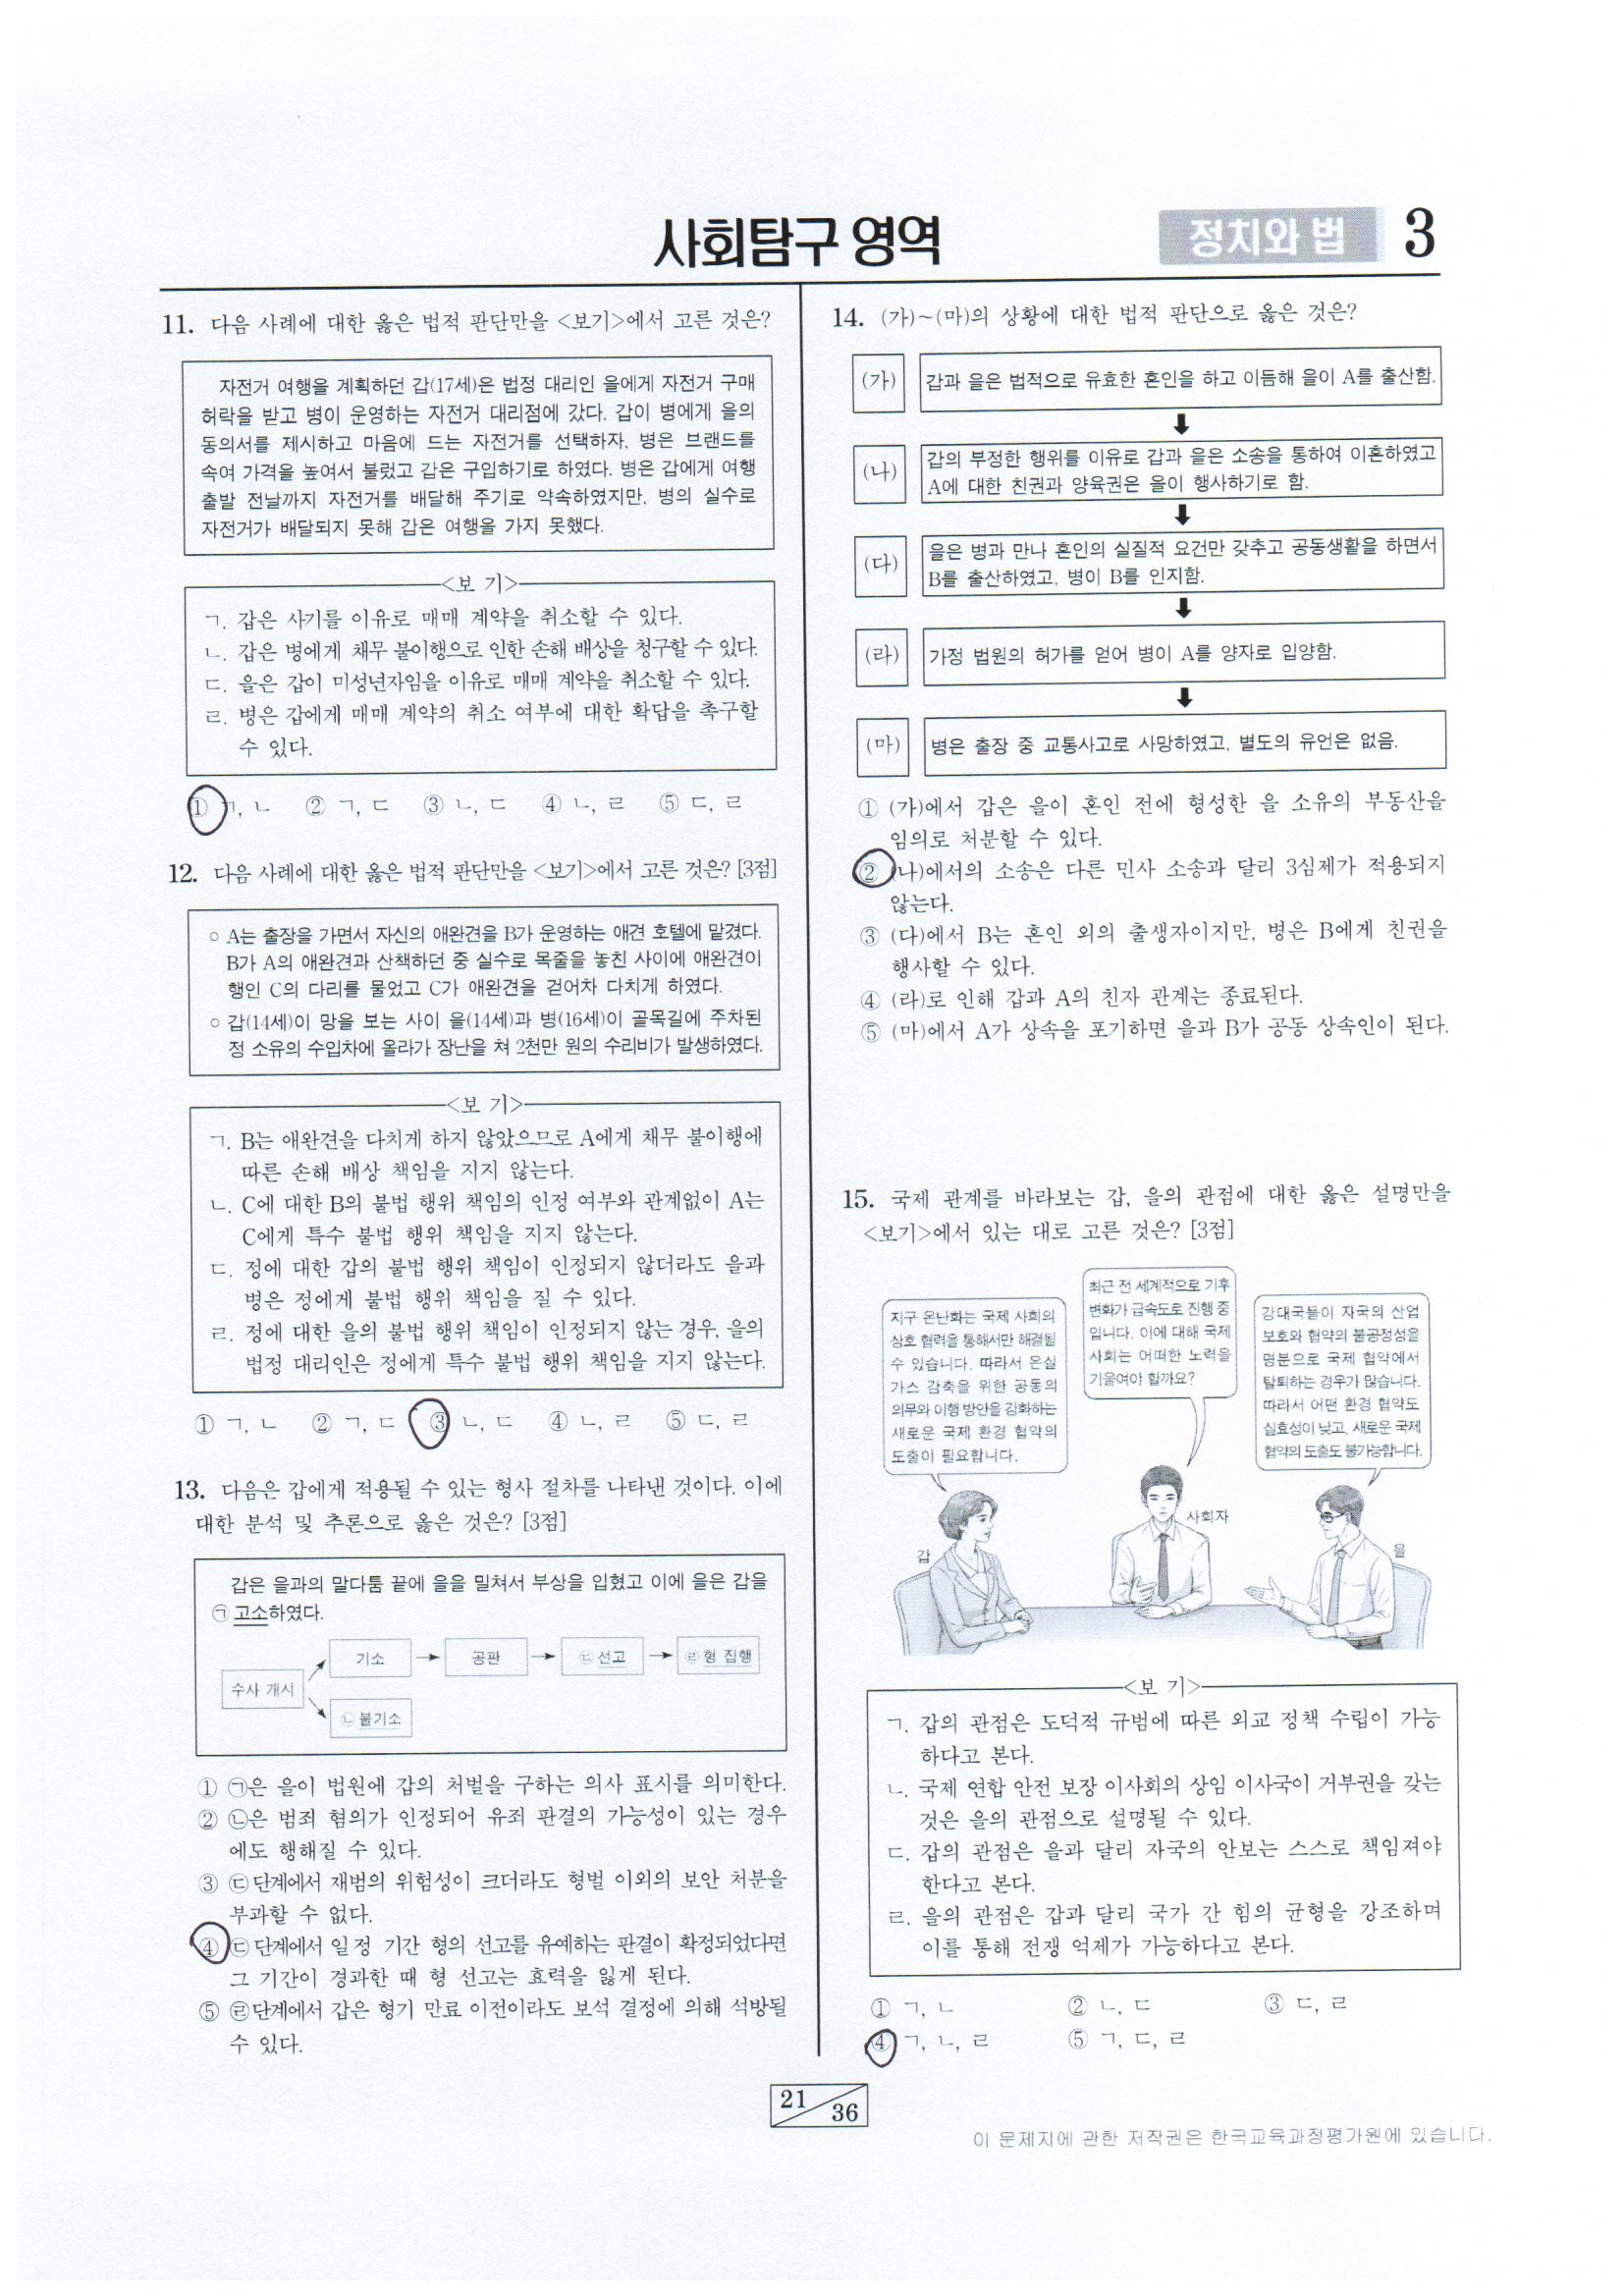 사회탐구 영역
정치와 법
3
11. 다음 사례에 대한 옳은 법적 판단만을 <보기>에서 고른 것은?
자전거 여행을 계획하던 갑(17세)은 법정 대리인 을에게 자전거 구매
허락을 받고 병이 운영하는 자전거 대리점에 갔다. 갑이 병에게 을의
동의서를 제시하고 마음에 드는 자전거를 선택하자, 병은 브랜드를
속여 가격을 높여서 불렀고 갑은 구입하기로 하였다. 병은 갑에게 여행
출발 전날까지 자전거를 배달해 주기로 약속하였지만, 병의 실수로
자전거가 배달되지 못해 갑은 여행을 가지 못했다.
<보 기>
ㄱ. 갑은 사기를 이유로 매매 계약을 취소할 수 있다.
ㄴ. 갑은 병에게 채무 불이행으로 인한 손해 배상을 청구할 수 있다.
ㄷ. 을은 갑이 미성년자임을 이유로 매매 계약을 취소할 수 있다.
ㄹ. 병은 갑에게 매매 계약의 취소 여부에 대한 확답을 촉구할
수 있다.
① ㄱ, ㄴ ② ㄱ, ㄷ ③ ㄴ, ㄷ ④ ㄴ, ㄹ ⑤ ㄷ, ㄹ
12. 다음 사례에 대한 옳은 법적 판단만을 <보기>에서 고른 것은? [3점]
○ A는 출장을 가면서 자신의 애완견을 B가 운영하는 애견 호텔에 맡겼다.
B가 A의 애완견과 산책하던 중 실수로 목줄을 놓친 사이에 애완견이
행인 C의 다리를 물었고 C가 애완견을 걷어차 다치게 하였다.
○ 갑(14세)이 망을 보는 사이 을(14세)과 병(16세)이 골목길에 주차된
정 소유의 수입차에 올라가 장난을 쳐 2천만 원의 수리비가 발생하였다.
<보 기>
ㄱ. B는 애완견을 다치게 하지 않았으므로 A에게 채무 불이행에
따른 손해 배상 책임을 지지 않는다.
ㄴ. C에 대한 B의 불법 행위 책임의 인정 여부와 관계없이 A는
C에게 특수 불법 행위 책임을 지지 않는다.
ㄷ. 정에 대한 갑의 불법 행위 책임이 인정되지 않더라도 을과
병은 정에게 불법 행위 책임을 질 수 있다.
ㄹ. 정에 대한 을의 불법 행위 책임이 인정되지 않는 경우, 을의
법정 대리인은 정에게 특수 불법 행위 책임을 지지 않는다.
① ㄱ, ㄴ ② ㄱ, ㄷ ③ ㄴ, ㄷ ④ ㄴ, ㄹ ⑤ ㄷ, ㄹ
13. 다음은 갑에게 적용될 수 있는 형사 절차를 나타낸 것이다. 이에
대한 분석 및 추론으로 옳은 것은? [3점]
갑은 을과의 말다툼 끝에 을을 밀쳐서 부상을 입혔고 이에 을은 갑을
㉠ 고소하였다.
수사 개시
기소
공판
㉢ 선고
㉣ 형 집행
㉡ 불기소
① ㉠은 을이 법원에 갑의 처벌을 구하는 의사 표시를 의미한다.
② ㉡은 범죄 혐의가 인정되어 유죄 판결의 가능성이 있는 경우
에도 행해질 수 있다.
③ ㉢단계에서 재범의 위험성이 크더라도 형벌 이외의 보안 처분을
부과할 수 없다.
④ ㉢단계에서 일정 기간 형의 선고를 유예하는 판결이 확정되었다면
그 기간이 경과한 때 형 선고는 효력을 잃게 된다.
⑤ ㉣단계에서 갑은 형기 만료 이전이라도 보석 결정에 의해 석방될
수 있다.
14. (가)~(마)의 상황에 대한 법적 판단으로 옳은 것은?
(가) 갑과 을은 법적으로 유효한 혼인을 하고 이듬해 을이 A를 출산함.
(나) 갑의 부정한 행위를 이유로 갑과 을은 소송을 통하여 이혼하였고
A에 대한 친권과 양육권은 을이 행사하기로 함.
(다) 을은 병과 만나 혼인의 실질적 요건만 갖추고 공동생활을 하면서
B를 출산하였고, 병이 B를 인지함.
(라) 가정 법원의 허가를 얻어 병이 A를 양자로 입양함.
(마) 병은 출장 중 교통사고로 사망하였고, 별도의 유언은 없음.
① (가)에서 갑은 을이 혼인 전에 형성한 을 소유의 부동산을
임의로 처분할 수 있다.
② (나)에서의 소송은 다른 민사 소송과 달리 3심제가 적용되지
않는다.
③ (다)에서 B는 혼인 외의 출생자이지만, 병은 B에게 친권을
행사할 수 있다.
④ (라)로 인해 갑과 A의 친자 관계는 종료된다.
⑤ (마)에서 A가 상속을 포기하면 을과 B가 공동 상속인이 된다.
15. 국제 관계를 바라보는 갑, 을의 관점에 대한 옳은 설명만을
<보기>에서 있는 대로 고른 것은? [3점]
지구 온난화는 국제 사회의
상호 협력을 통해서만 해결될
수 있습니다. 따라서 온실
가스 감축을 위한 공동의
의무와 이행 방안을 강화하는
새로운 국제 환경 협약의
도출이 필요합니다.
최근 전 세계적으로 기후
변화가 급속도로 진행 중
입니다. 이에 대해 국제
사회는 어떠한 노력을
기울여야 할까요?
강대국들이 자국의 산업
보호와 협약의 불공정성을
명분으로 국제 협약에서
탈퇴하는 경우가 많습니다.
따라서 어떤 환경 협약도
실효성이 낮고, 새로운 국제
협약의 도출도 불가능합니다.
갑
사회자
을
<보 기>
ㄱ. 갑의 관점은 도덕적 규범에 따른 외교 정책 수립이 가능
하다고 본다.
ㄴ. 국제 연합 안전 보장 이사회의 상임 이사국이 거부권을 갖는
것은 을의 관점으로 설명될 수 있다.
ㄷ. 갑의 관점은 을과 달리 자국의 안보는 스스로 책임져야
한다고 본다.
ㄹ. 을의 관점은 갑과 달리 국가 간 힘의 균형을 강조하며
이를 통해 전쟁 억제가 가능하다고 본다.
① ㄱ, ㄴ ② ㄴ, ㄷ ③ ㄷ, ㄹ
④ ㄱ, ㄴ, ㄹ ⑤ ㄱ, ㄷ, ㄹ
21
36
이 문제지에 관한 저작권은 한국교육과정평가원에 있습니다.